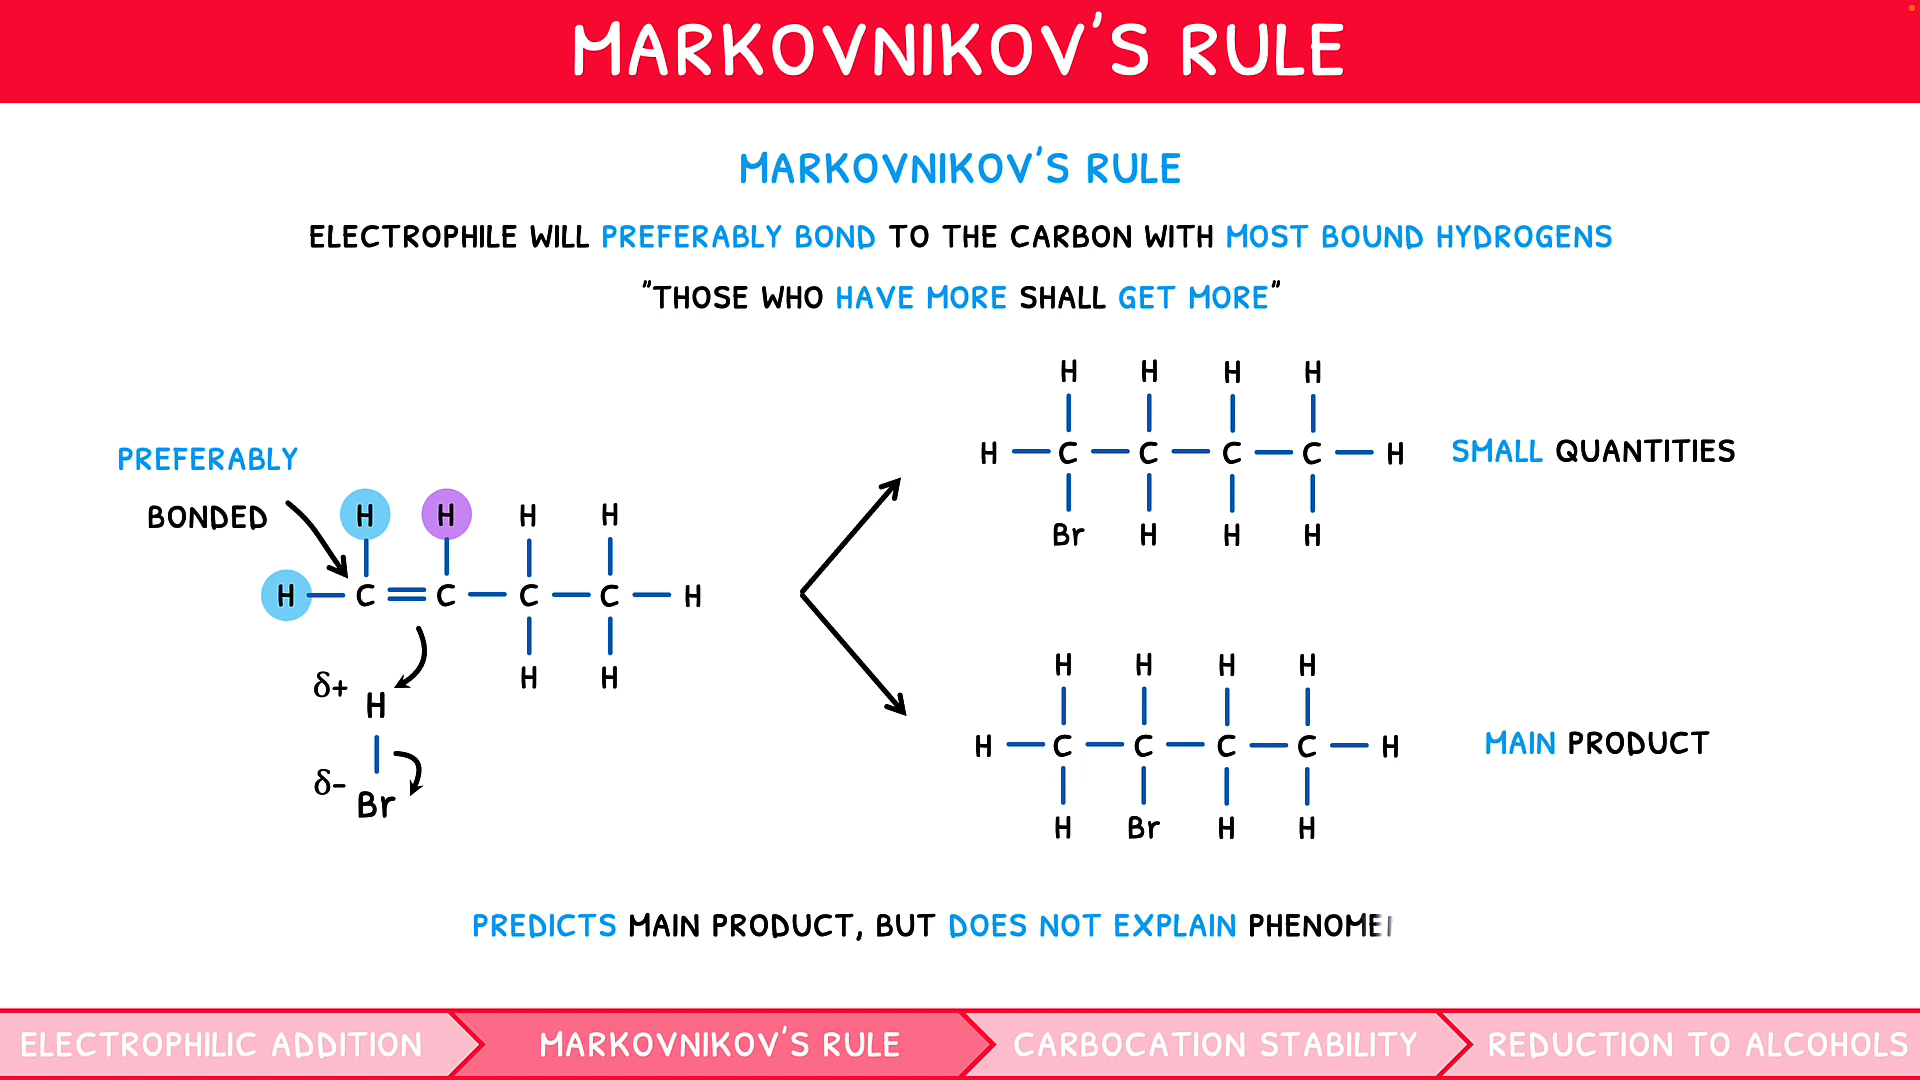 MARKOVNIKOV'S RULE
MARKOVNIKOV'S RULE
ELECTROPHILE WILL PREFERABLY BOND TO THE CARBON WITH MOST BOUND HYDROGENS
"THOSE WHO HAVE MORE SHALL GET MORE"
PREFERABLY
BONDED
H H H H
H C C C C H
H H
δ+ H
δ- Br
H H H H
H C C C C H
Br H H H
SMALL QUANTITIES
H H H H
H C C C C H
H Br H H
MAIN PRODUCT
PREDICTS MAIN PRODUCT, BUT DOES NOT EXPLAIN
ELECTROPHILIC ADDITION
MARKOVNIKOV'S RULE
CARBOCATION STABILITY
REDUCTION TO ALCOHOLS